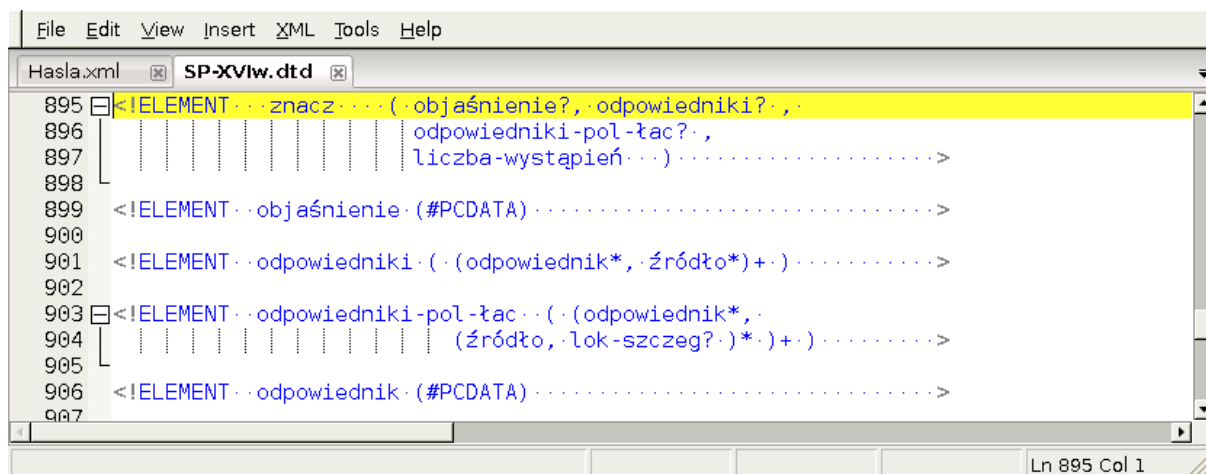 File Edit View Insert XML Tools Help
Hasla.xml SP-XVIw.dtd
895 <!ELEMENT znacz ( objaśnienie?, odpowiedniki? ,
896 odpowiedniki-pol-łac? ,
897 liczba-wystąpień ) >
898
899 <!ELEMENT objaśnienie (#PCDATA) >
900
901 <!ELEMENT odpowiedniki ( (odpowiednik*, źródło*)+ ) >
902
903 <!ELEMENT odpowiedniki-pol-łac ( (odpowiednik*,
904 (źródło, lok-szczeg? )* )+ ) >
905
906 <!ELEMENT odpowiednik (#PCDATA) >
907
Ln 895 Col 1